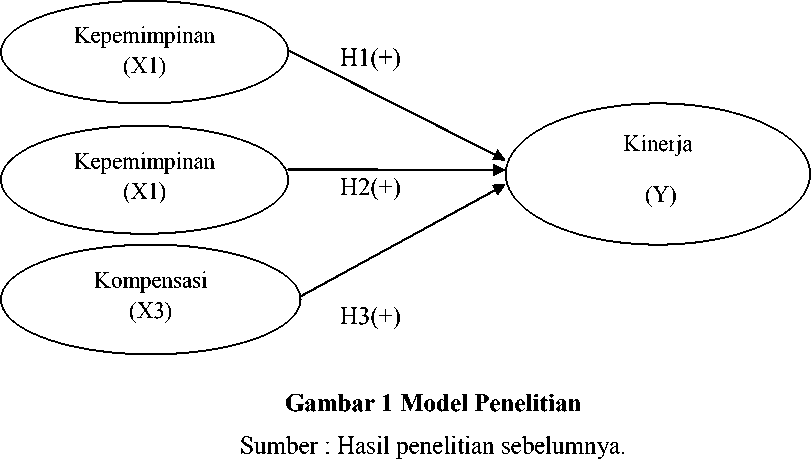 Kepemimpinan
(X1)
H1(+)
Kepemimpinan
(X1)
H2(+)
Kompensasi
(X3)
H3(+)
Kinerja
(Y)
Gambar 1 Model Penelitian
Sumber : Hasil penelitian sebelumnya.